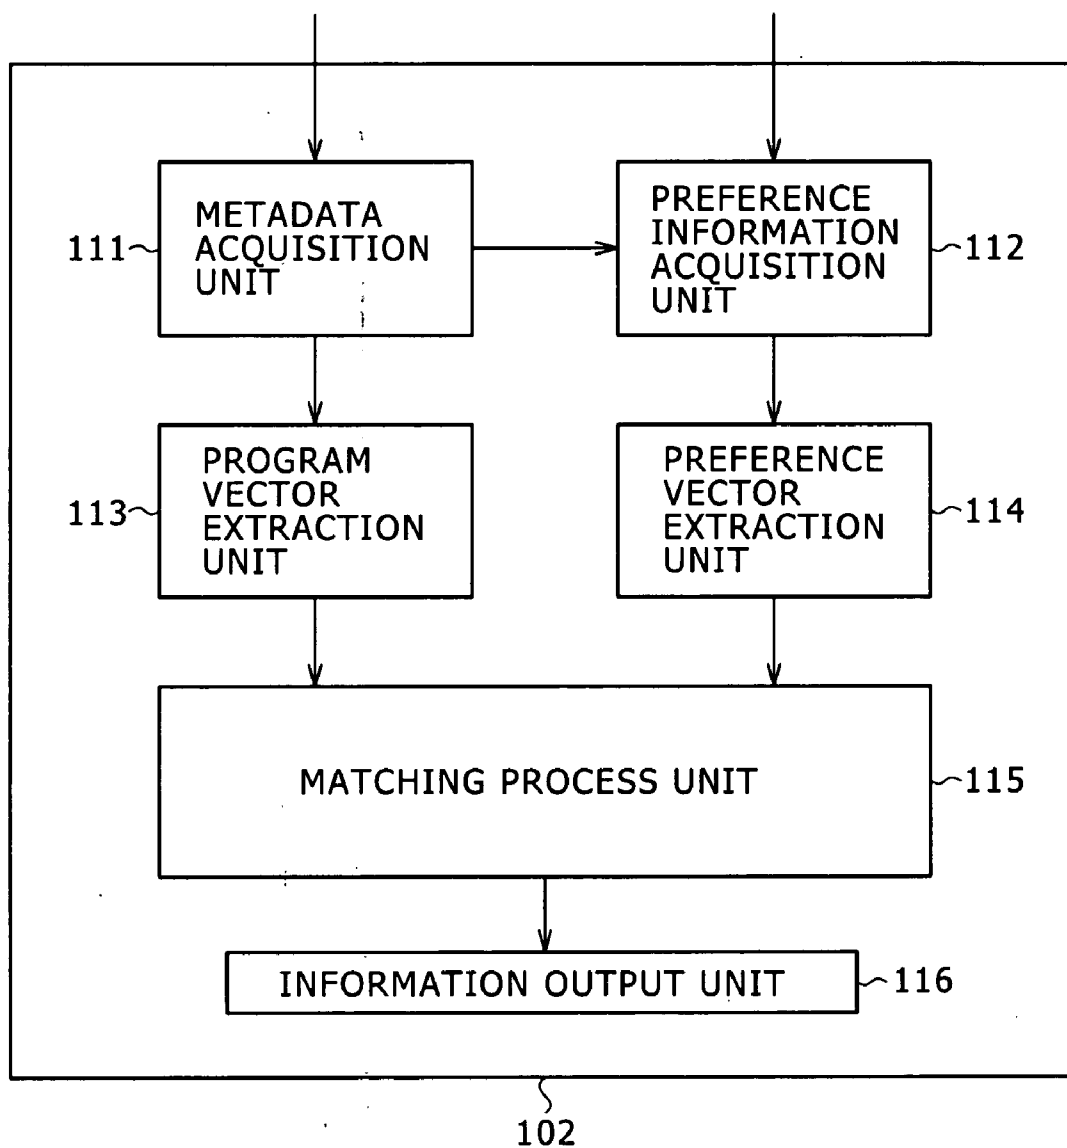 METADATA
ACQUISITION
UNIT
111
PREFERENCE
INFORMATION
ACQUISITION
UNIT
112
PROGRAM
VECTOR
EXTRACTION
UNIT
113
PREFERENCE
VECTOR
EXTRACTION
UNIT
114
MATCHING PROCESS UNIT
115
INFORMATION OUTPUT UNIT
116
102